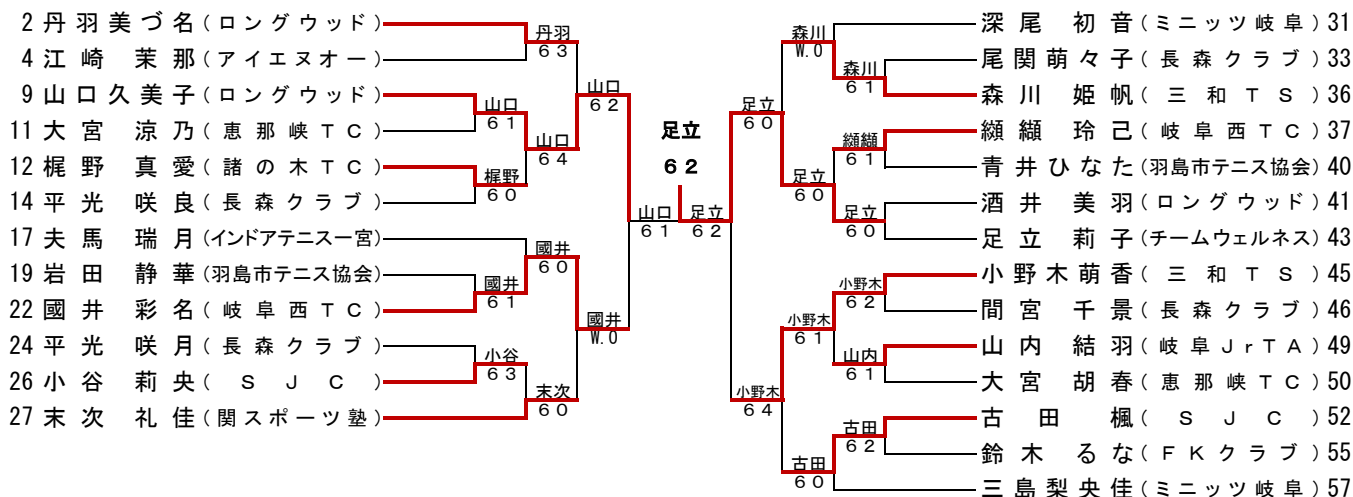 2 丹羽美づ名(ロングウッド)
4 江崎 茉那(アイエヌオー)
9 山口久美子(ロングウッド)
11 大宮 涼乃(恵那峡TC)
12 梶野 真愛(諸の木TC)
14 平光 咲良(長森クラブ)
17 夫馬 瑞月(インドアテニス一宮)
19 岩田 静華(羽島市テニス協会)
22 國井 彩名(岐阜西TC)
24 平光 咲月(長森クラブ)
26 小谷 莉央(SJC)
27 末次 礼佳(関スポーツ塾)
山口
61
梶野
60
國井
61
小谷
63
丹羽
63
山口
64
國井
60
末次
60
山口
62
國井
W.0
山口
61
足立
62
足立
62
足立
60
小野木
64
森川
W.0
足立
60
小野木
61
古田
60
森川
61
纐纈
61
足立
60
小野木
62
山内
61
古田
62
深尾 初音(ミニッツ岐阜)31
尾関萌々子(長森クラブ)33
森川 姫帆(三和TS)36
纐纈 玲己(岐阜西TC)37
青井ひなた(羽島市テニス協会)40
酒井 美羽(ロングウッド)41
足立 莉子(チームウェルネス)43
小野木萌香(三和TS)45
間宮 千景(長森クラブ)46
山内 結羽(岐阜JrTA)49
大宮 胡春(恵那峡TC)50
古田 楓(SJC)52
鈴木 るな(FKクラブ)55
三島梨央佳(ミニッツ岐阜)57